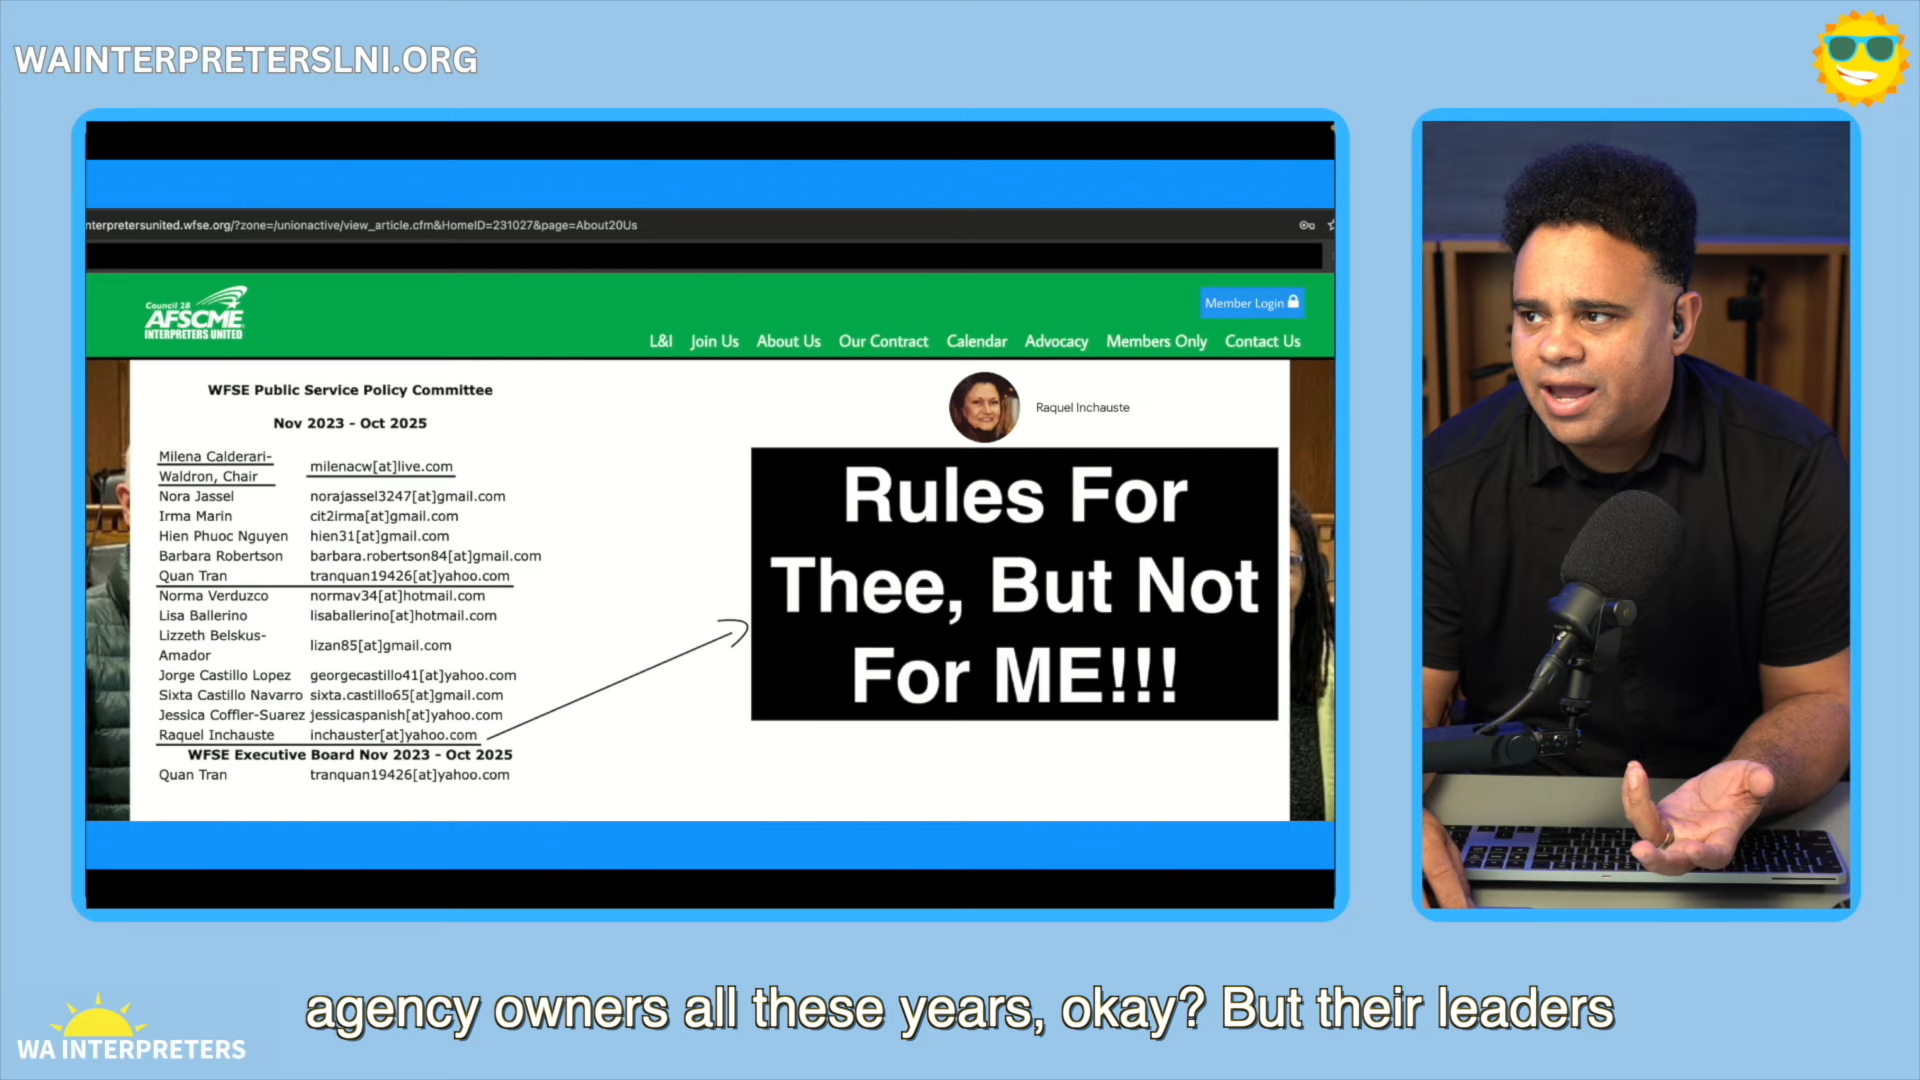 WAINTERPRETERSLNI.ORG
nterpretersunited.wfse.org/?zone=/unionactive/view_article.cfm&HomeID=231027&page=About20Us
Council 28
AFSCME
INTERPRETERS UNITED
Member Login
L&I Join Us About Us Our Contract Calendar Advocacy Members Only Contact Us
WFSE Public Service Policy Committee
Nov 2023 - Oct 2025
Milena Calderari-
Waldron, Chair milenacw[at]live.com
Nora Jassel norajassel3247[at]gmail.com
Irma Marin cit2irma[at]gmail.com
Hien Phuoc Nguyen hien31[at]gmail.com
Barbara Robertson barbara.robertson84[at]gmail.com
Quan Tran tranquan19426[at]yahoo.com
Norma Verduzco normav34[at]hotmail.com
Lisa Ballerino lisaballerino[at]hotmail.com
Lizzeth Belskus-
Amador lizan85[at]gmail.com
Jorge Castillo Lopez georgecastillo41[at]yahoo.com
Sixta Castillo Navarro sixta.castillo65[at]gmail.com
Jessica Coffler-Suarez jessicaspanish[at]yahoo.com
Raquel Inchauste inchauster[at]yahoo.com
WFSE Executive Board Nov 2023 - Oct 2025
Quan Tran tranquan19426[at]yahoo.com
Raquel Inchauste
Rules For
Thee, But Not
For ME!!!
agency owners all these years, okay? But their leaders
WA INTERPRETERS